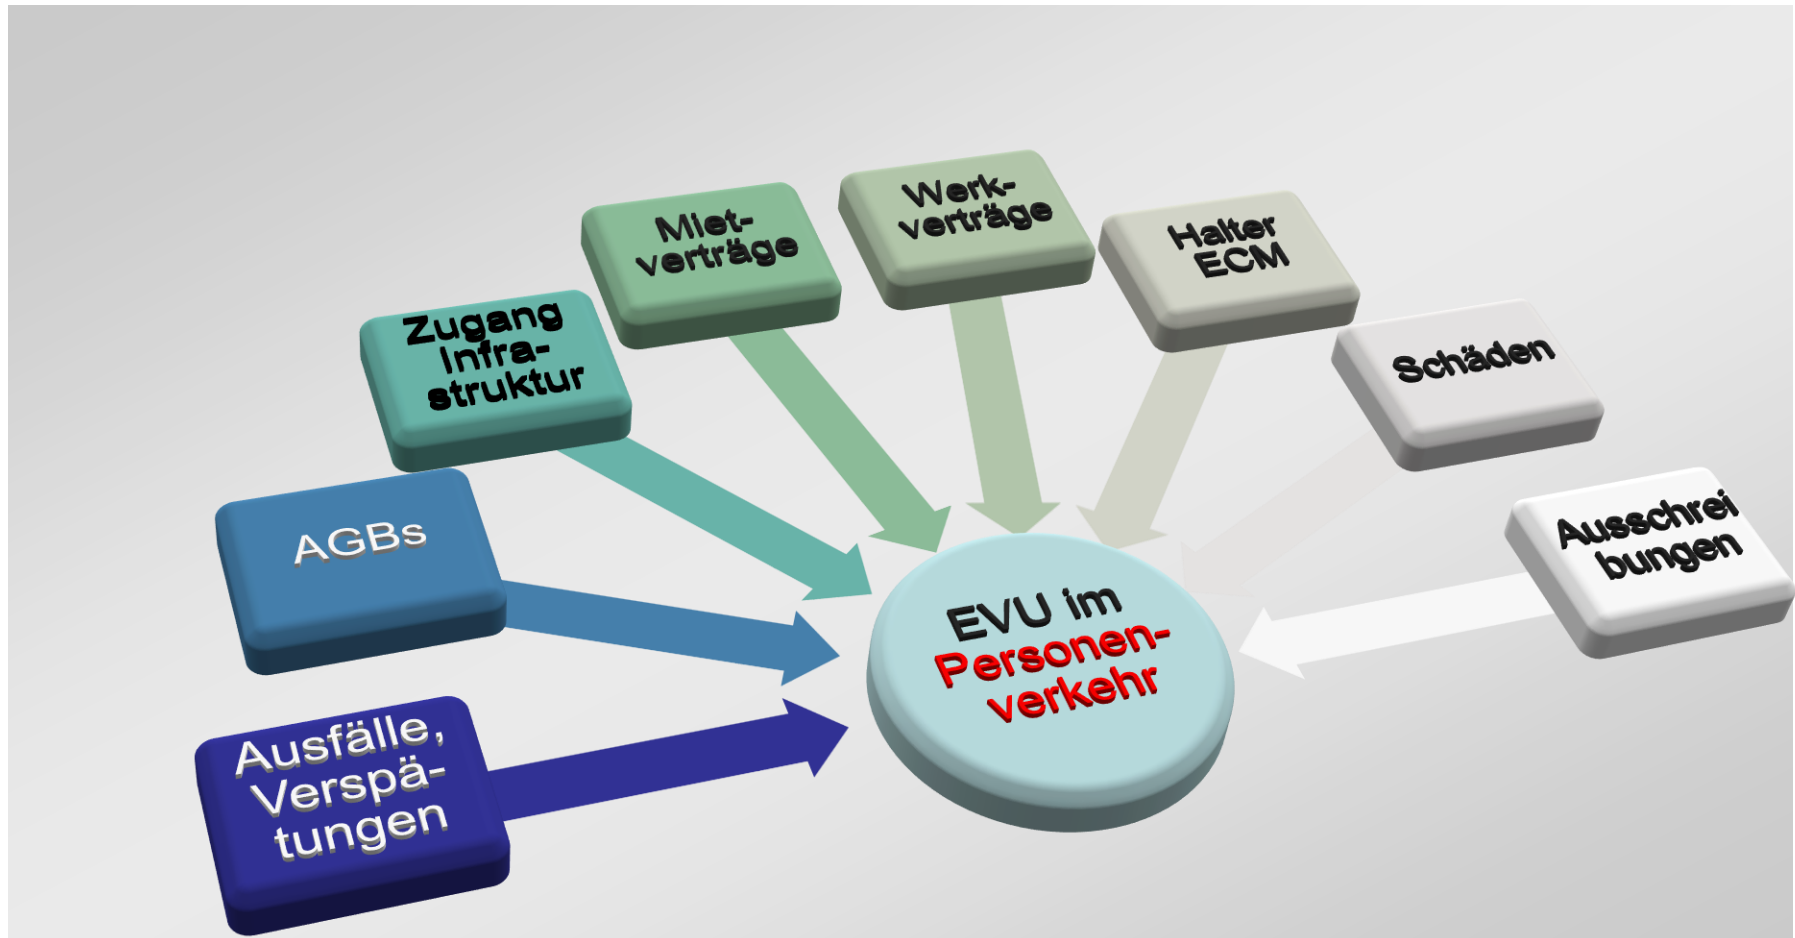 Ausfälle,
Verspä-
tungen
AGBs
Zugang
Infra-
struktur
Miet-
verträge
Werk-
verträge
Halter
ECM
Schäden
Ausschrei
bungen
EVU im
Personen-
verkehr